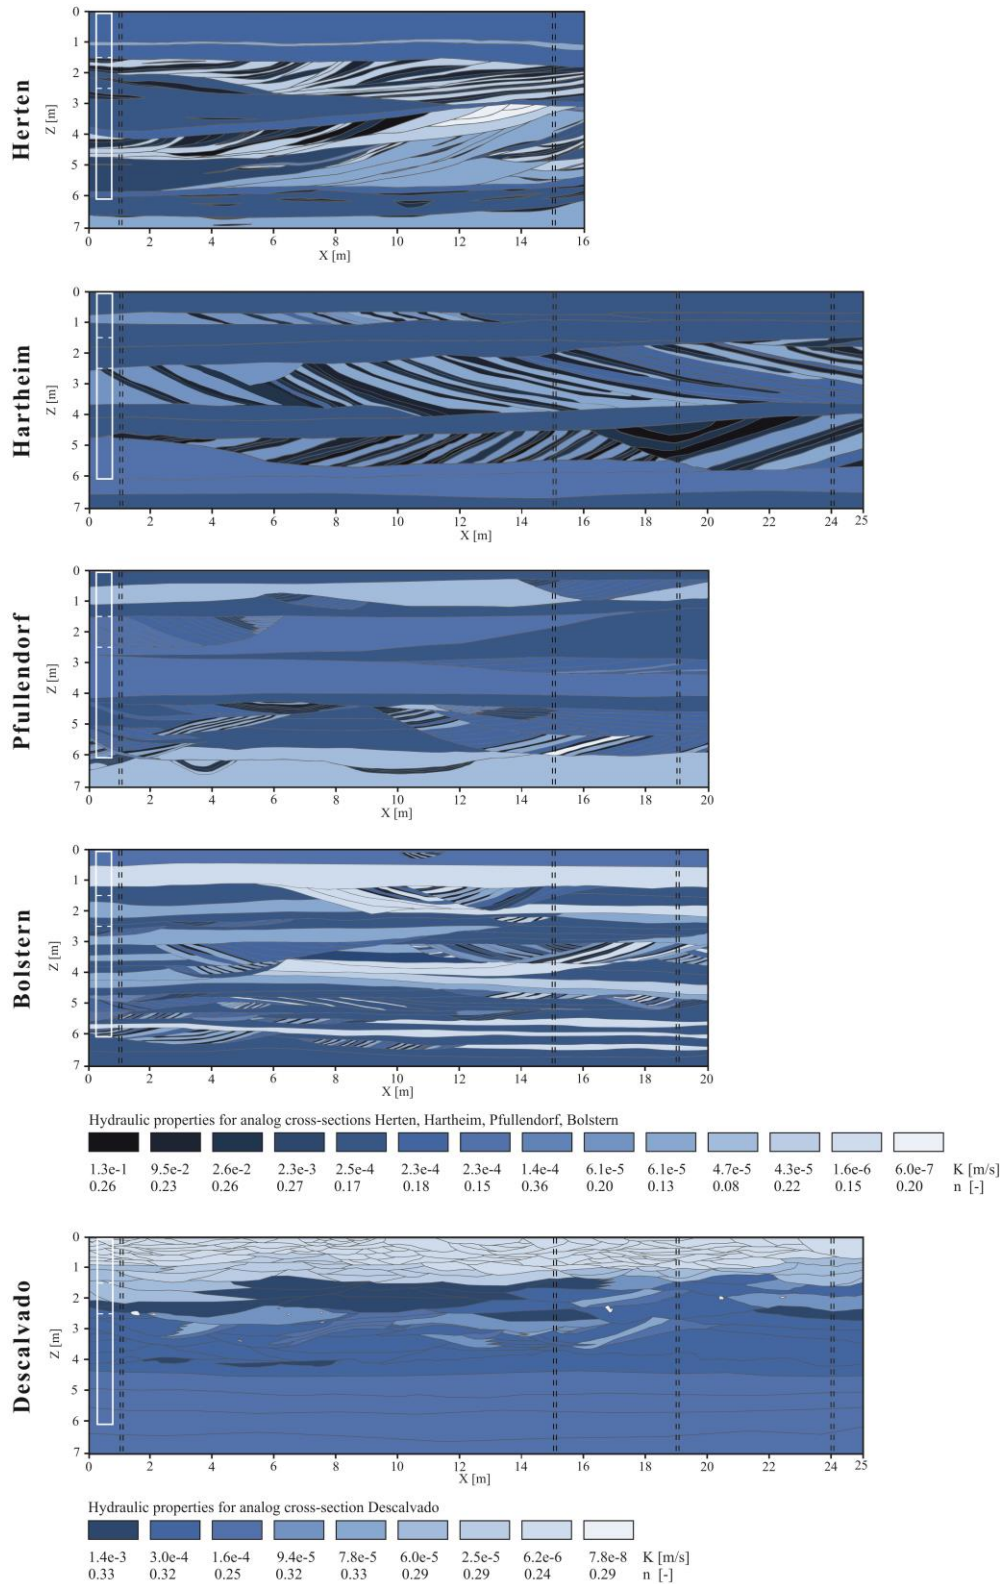 Herten
Z [m]
0
1
2
3
4
5
6
7
0 2 4 6 8 10 12 14 16
X [m]
Hartheim
Z [m]
0
1
2
3
4
5
6
7
0 2 4 6 8 10 12 14 16 18 20 22 24 25
X [m]
Pfullendorf
Z [m]
0
1
2
3
4
5
6
7
0 2 4 6 8 10 12 14 16 18 20
X [m]
Bolstern
Z [m]
0
1
2
3
4
5
6
7
0 2 4 6 8 10 12 14 16 18 20
X [m]
Hydraulic properties for analog cross-sections Herten, Hartheim, Pfullendorf, Bolstern
1.3e-1 9.5e-2 2.6e-2 2.3e-3 2.5e-4 2.3e-4 2.3e-4 1.4e-4 6.1e-5 6.1e-5 4.7e-5 4.3e-5 1.6e-6 6.0e-7 K [m/s]
0.26 0.23 0.26 0.27 0.17 0.18 0.15 0.36 0.20 0.13 0.08 0.22 0.15 0.20 n [-]
Descalvado
Z [m]
0
1
2
3
4
5
6
7
0 2 4 6 8 10 12 14 16 18 20 22 24 25
X [m]
Hydraulic properties for analog cross-section Descalvado
1.4e-3 3.0e-4 1.6e-4 9.4e-5 7.8e-5 6.0e-5 2.5e-5 6.2e-6 7.8e-8 K [m/s]
0.33 0.32 0.25 0.32 0.33 0.29 0.29 0.24 0.29 n [-]